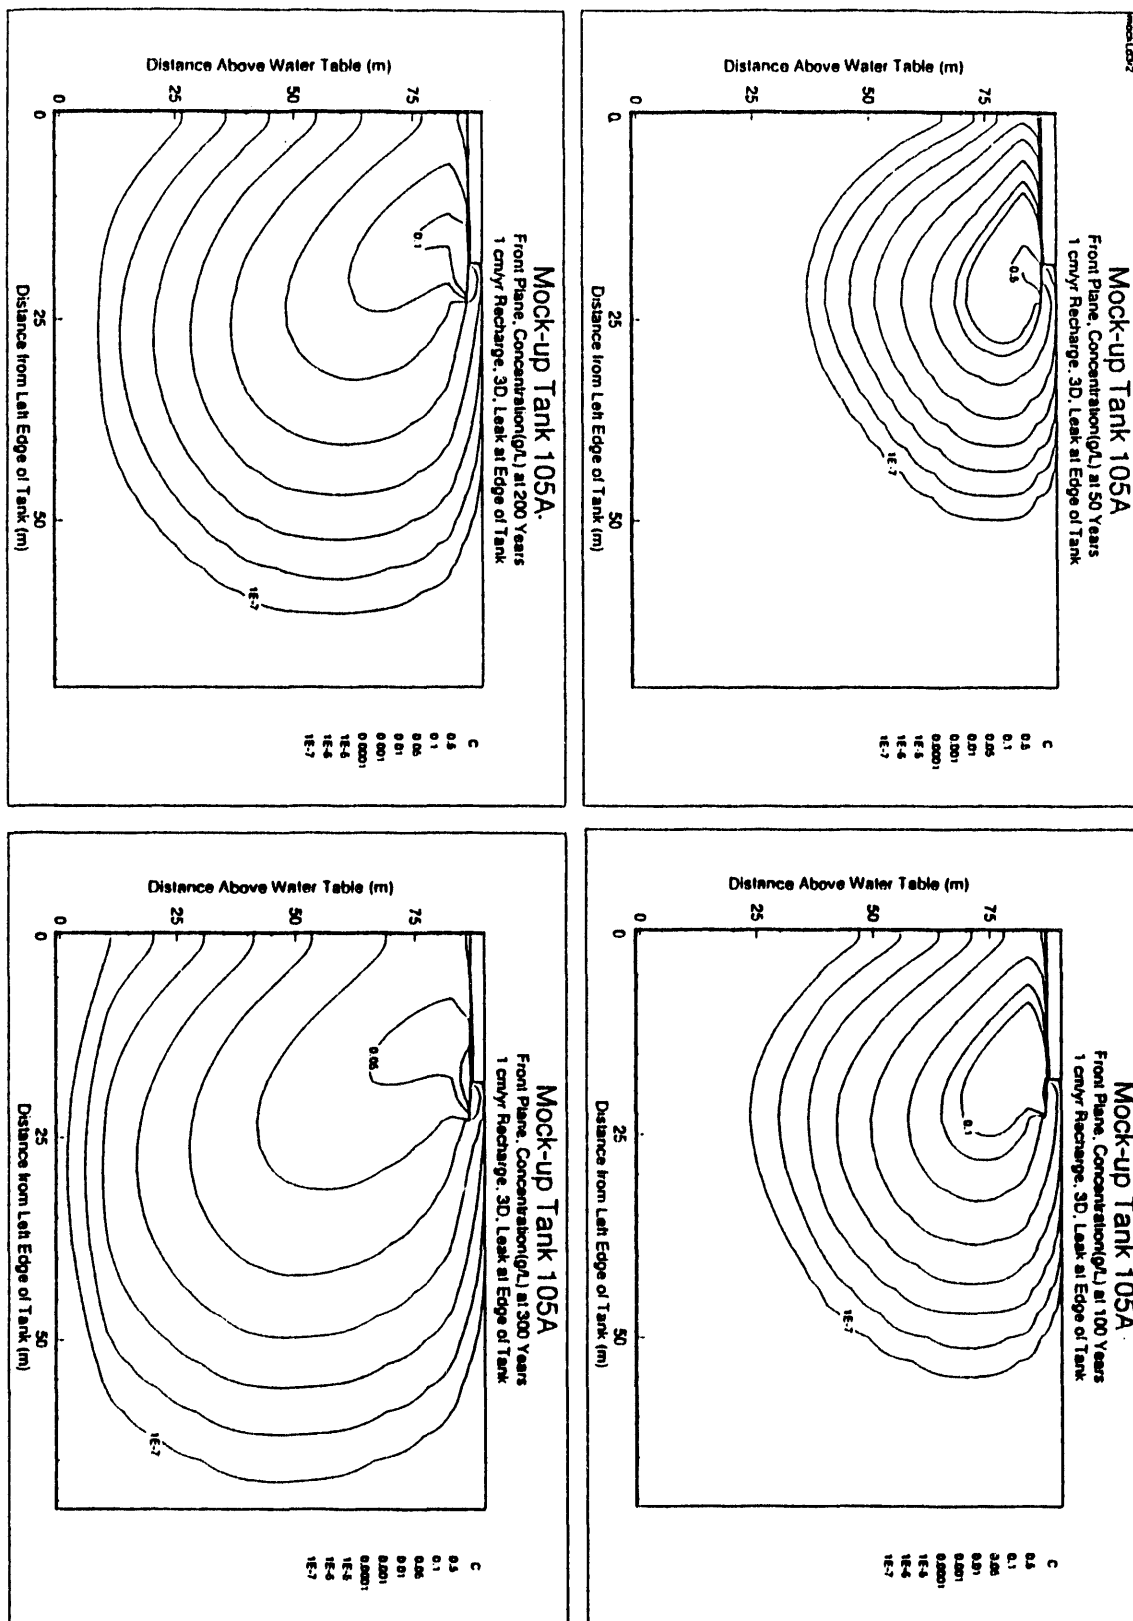 Mock-up Tank 105A
Front Plane, Concentration(g/L) at 50 Years
1 cm/yr Recharge, 3D, Leak at Edge of Tank
Distance Above Water Table (m)
75
50
25
0
0.5
1E-7
0
25
50
Distance from Left Edge of Tank (m)
C
0.5
0.1
0.05
0.01
0.001
0.0001
1E-5
1E-6
1E-7
Mock-up Tank 105A
Front Plane, Concentration(g/L) at 100 Years
1 cm/yr Recharge, 3D, Leak at Edge of Tank
Distance Above Water Table (m)
75
50
25
0
0.1
1E-7
0
25
50
Distance from Left Edge of Tank (m)
C
0.5
0.1
0.05
0.01
0.001
0.0001
1E-5
1E-6
1E-7
Mock-up Tank 105A
Front Plane, Concentration(g/L) at 200 Years
1 cm/yr Recharge, 3D, Leak at Edge of Tank
Distance Above Water Table (m)
75
50
25
0
0.1
1E-7
0
25
50
Distance from Left Edge of Tank (m)
C
0.5
0.1
0.05
0.01
0.001
0.0001
1E-5
1E-6
1E-7
Mock-up Tank 105A
Front Plane, Concentration(g/L) at 300 Years
1 cm/yr Recharge, 3D, Leak at Edge of Tank
Distance Above Water Table (m)
75
50
25
0
0.05
1E-7
0
25
50
Distance from Left Edge of Tank (m)
C
0.5
0.1
0.05
0.01
0.001
0.0001
1E-5
1E-6
1E-7